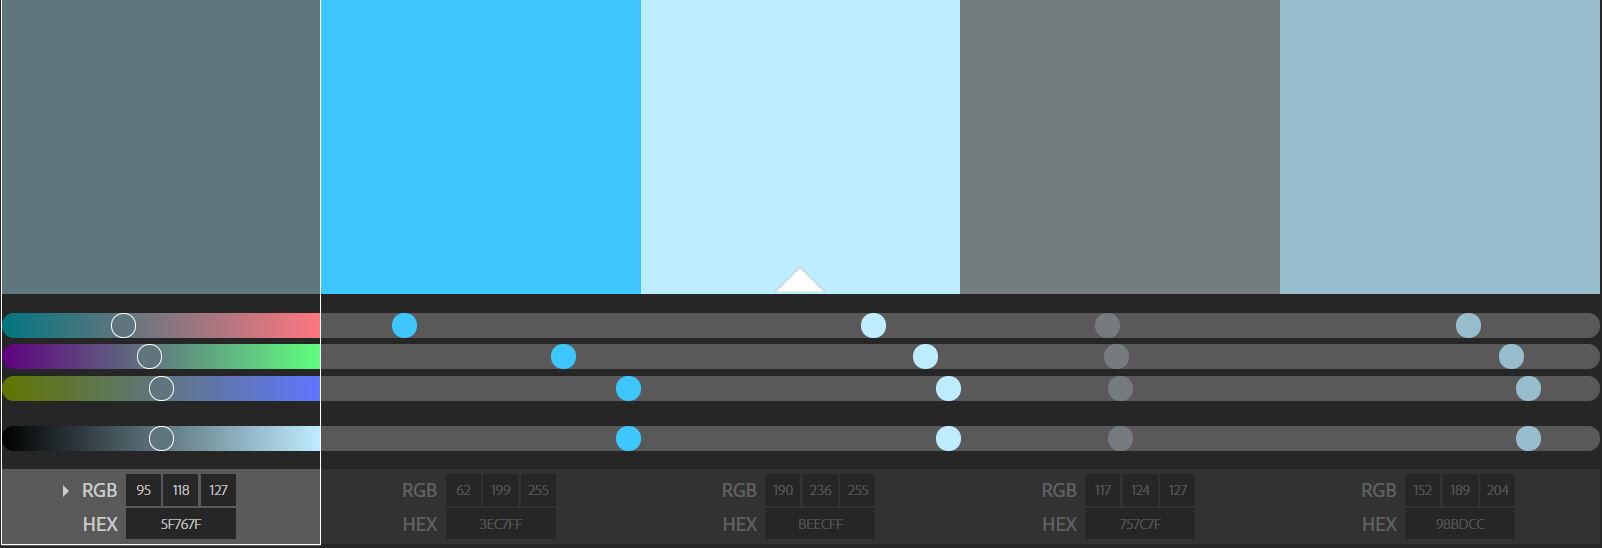 RGB 95 118 127 RGB 62 199 255 RGB 190 236 255 RGB 117 124 127 RGB 152 189 204
HEX 5F767F HEX 3EC7FF HEX BEECFF HEX 757C7F HEX 98BDCC